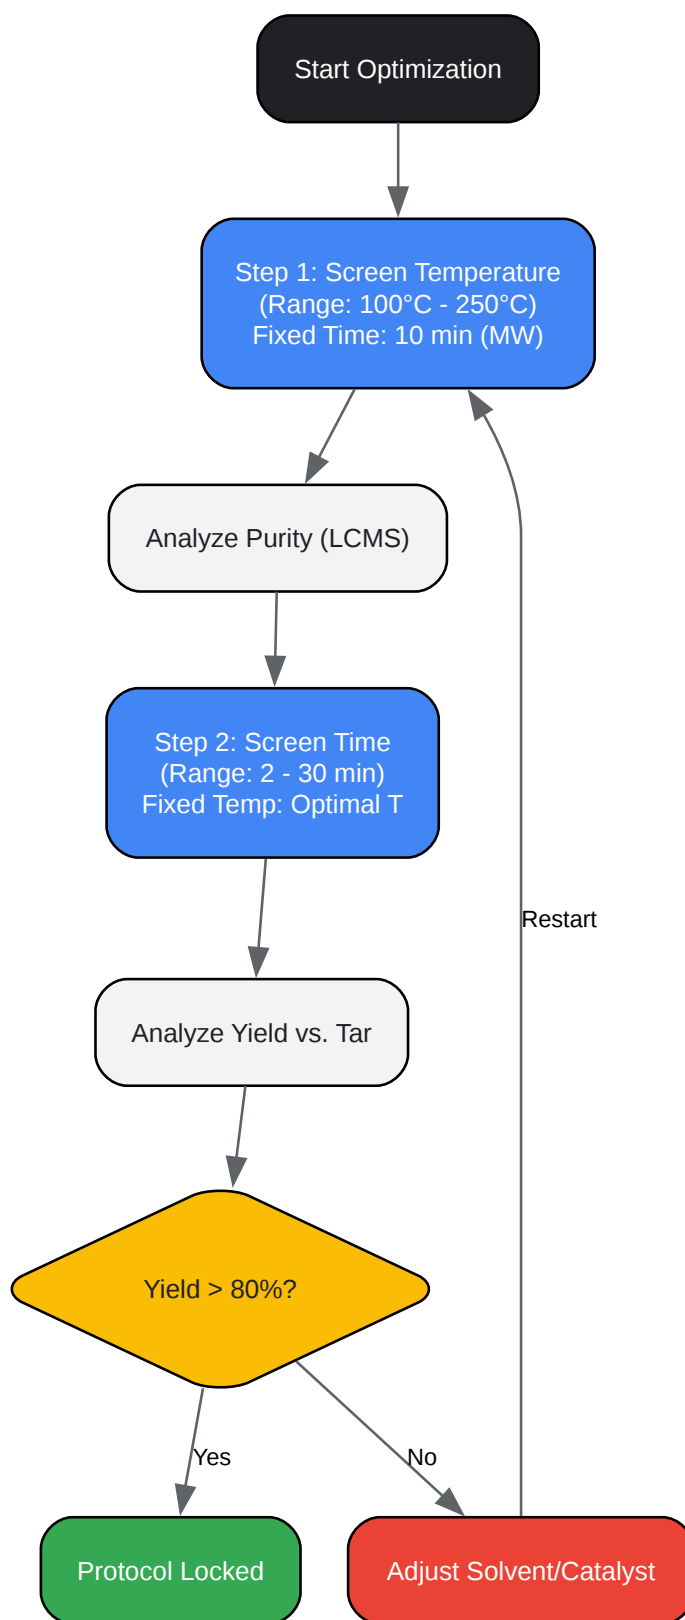 Start Optimization
Step 1: Screen Temperature
(Range: 100°C - 250°C)
Fixed Time: 10 min (MW)
Analyze Purity (LCMS)
Step 2: Screen Time
(Range: 2 - 30 min)
Fixed Temp: Optimal T
Restart
Analyze Yield vs. Tar
Yield > 80%?
Yes
No
Protocol Locked
Adjust Solvent/Catalyst